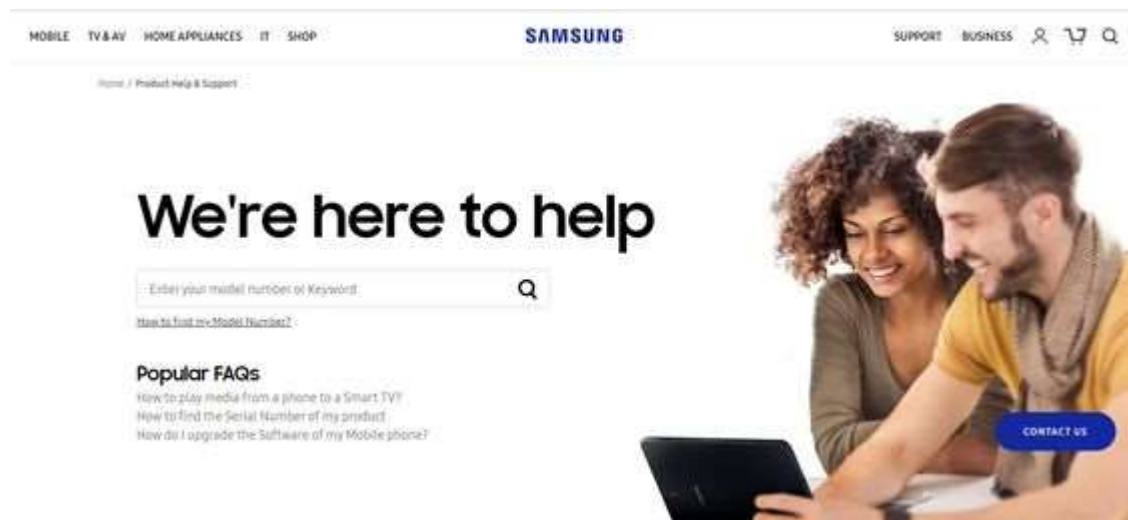 MOBILE TV & AV HOME APPLIANCES IT SHOP SAMSUNG SUPPORT BUSINESS
Home / Product Help & Support
We're here to help
Enter your model number or Keyword
How to find my Model Number?
Popular FAQs
How to play media from a phone to a Smart TV?
How to find the Serial Number of my product
How do I upgrade the Software of my Mobile phone?
CONTACT US